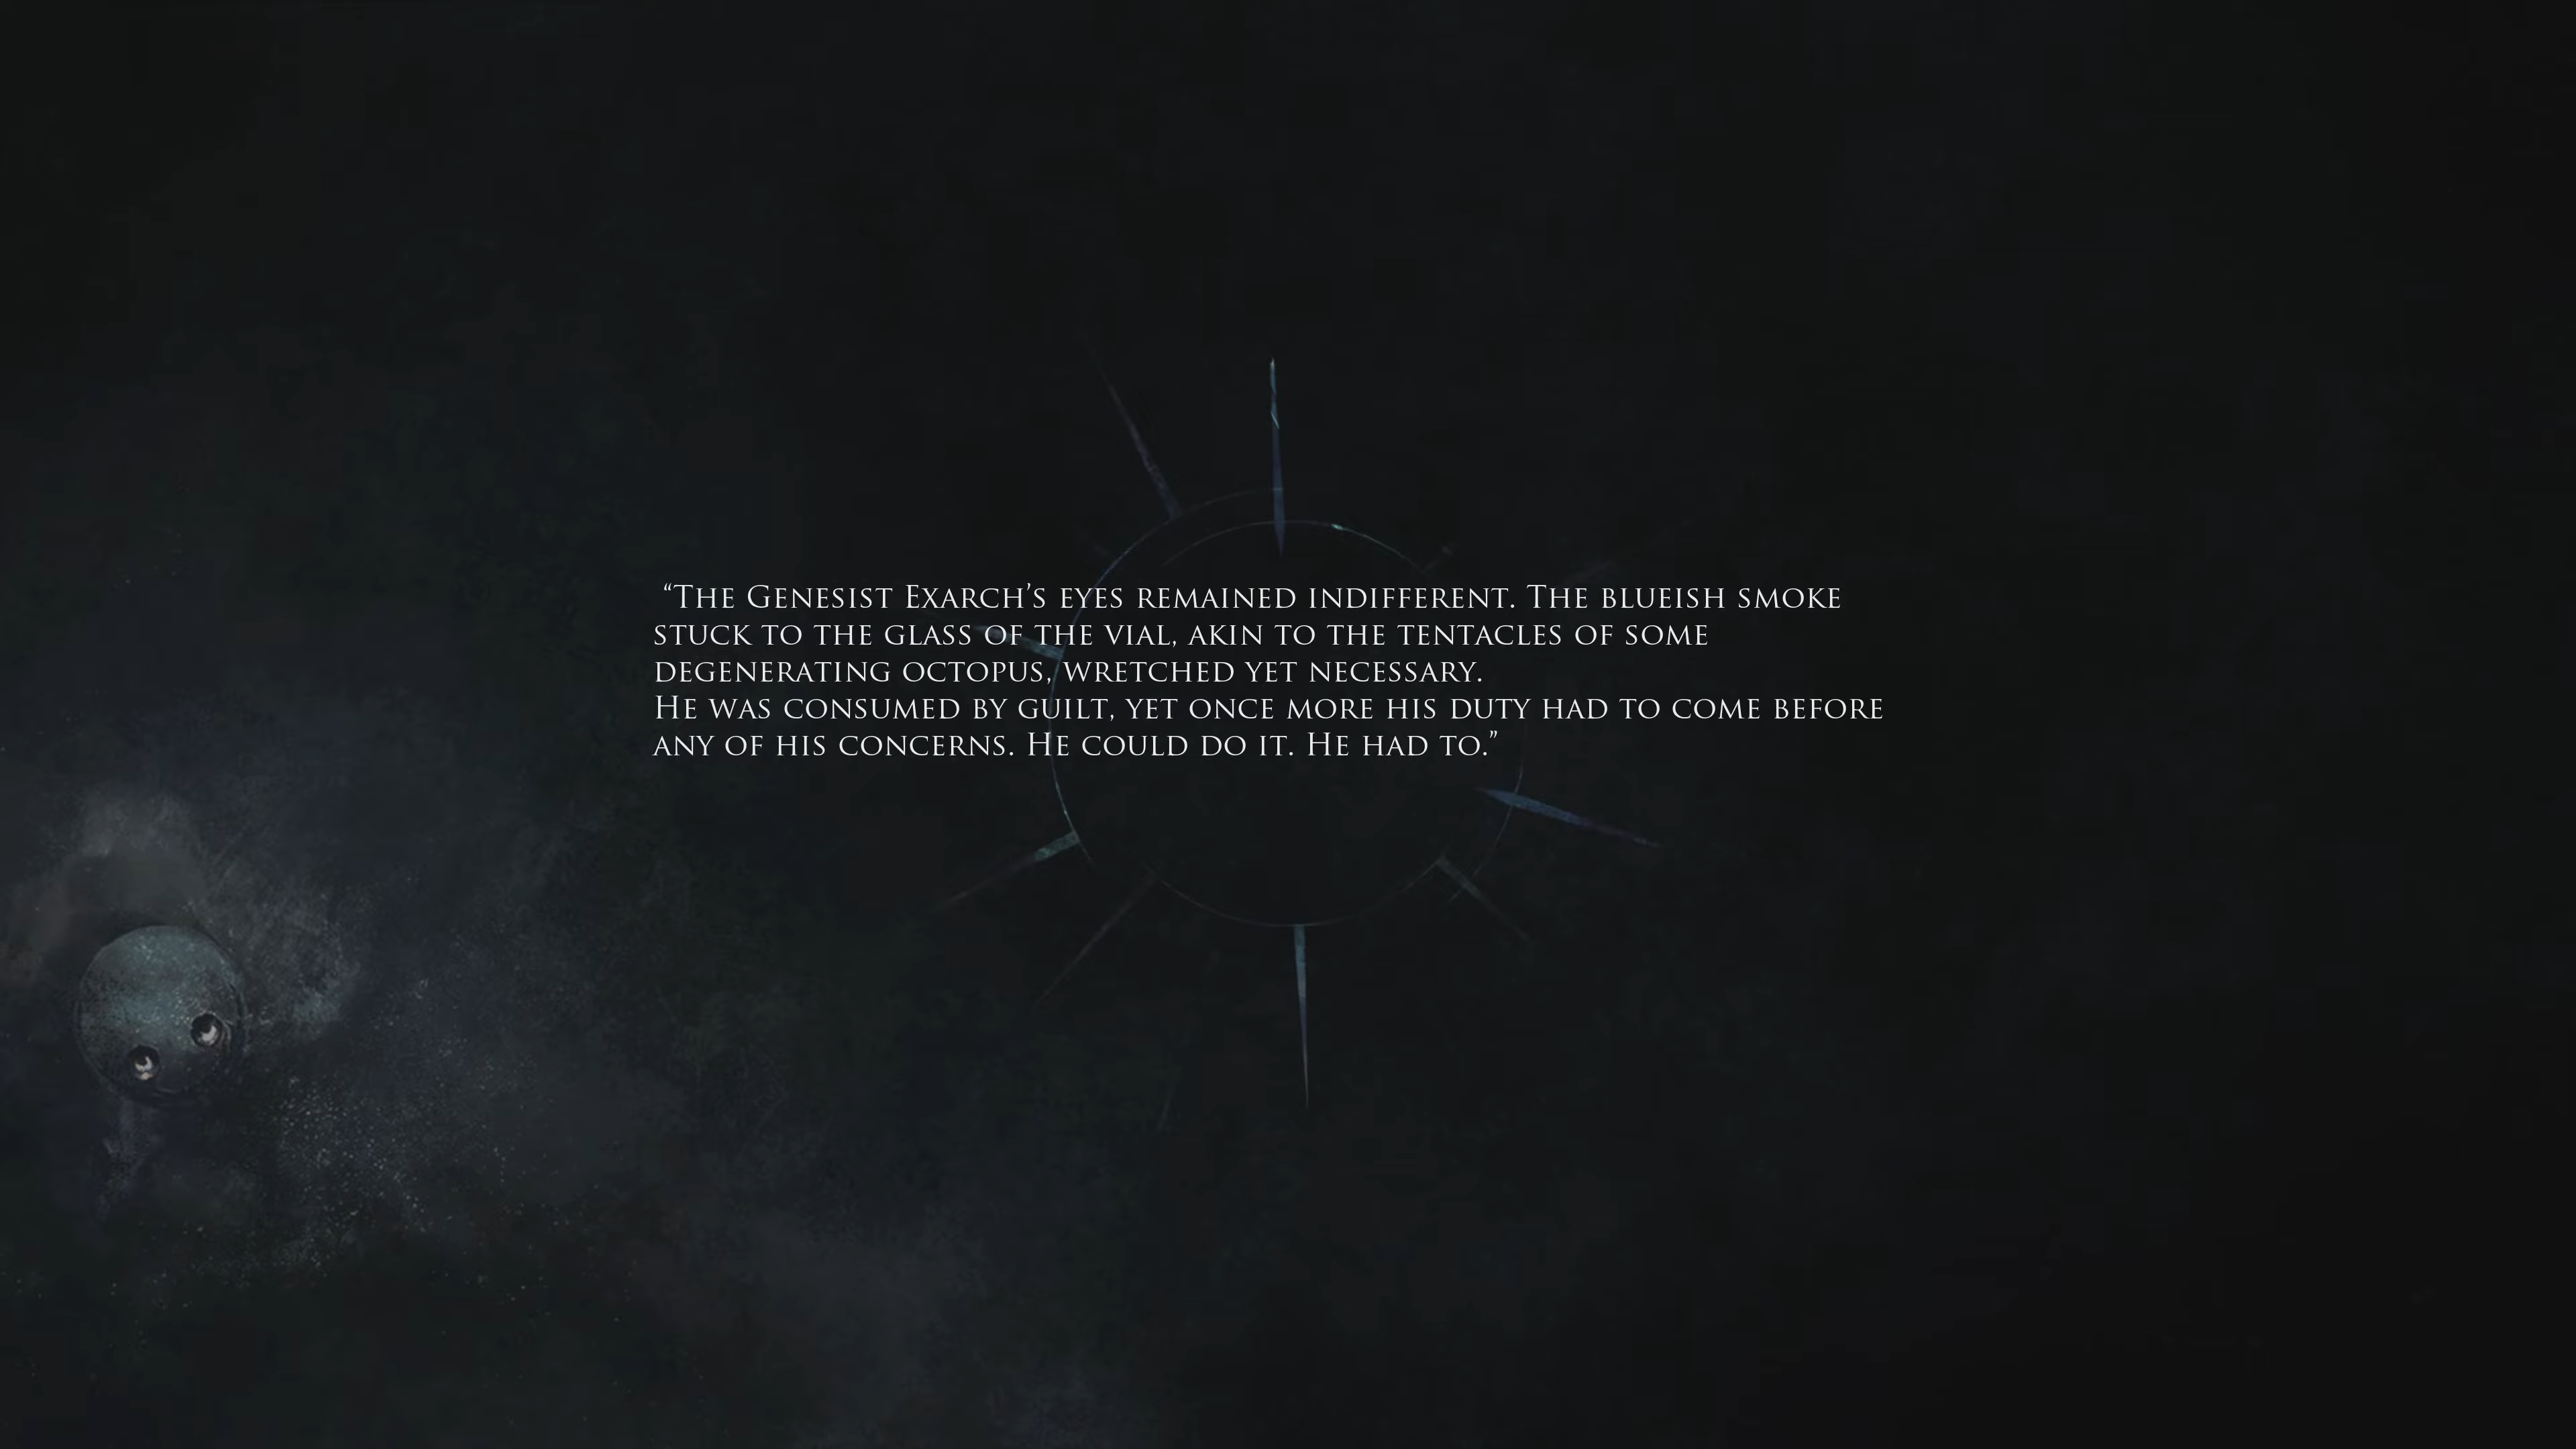 “The Genesist Exarch’s eyes remained indifferent. The blueish smoke
stuck to the glass of the vial, akin to the tentacles of some
degenerating octopus, wretched yet necessary.
He was consumed by guilt, yet once more his duty had to come before
any of his concerns. He could do it. He had to.”